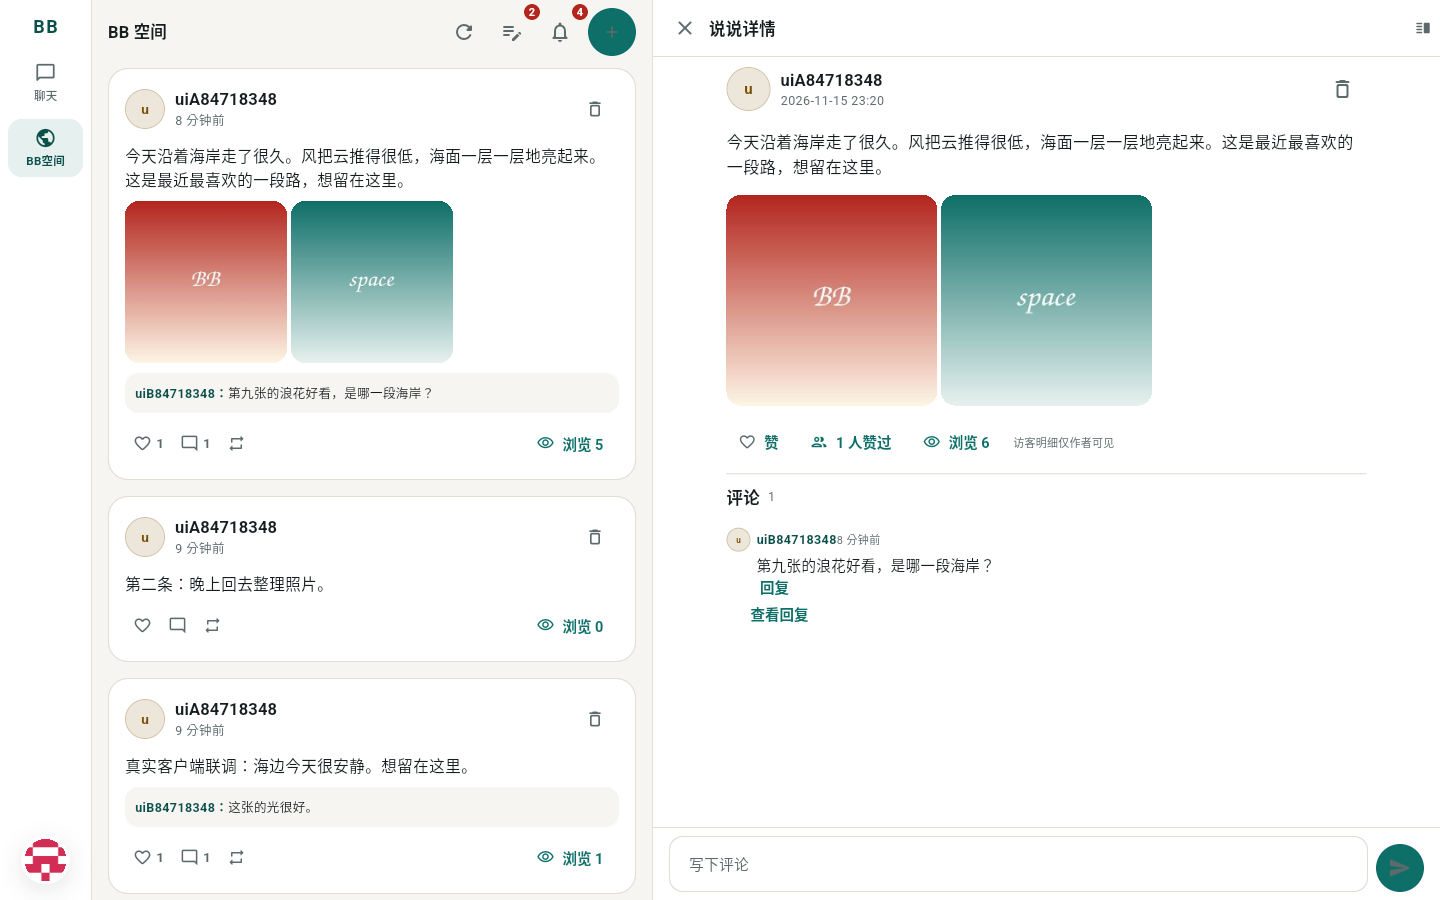 BB
聊天
BB空间
BB 空间
2
4
u
uiA84718348
8 分钟前
今天沿着海岸走了很久。风把云推得很低，海面一层一层地亮起来。
这是最近最喜欢的一段路，想留在这里。
BB
space
uiB84718348：第九张的浪花好看，是哪一段海岸？
1
1
浏览 5
u
uiA84718348
9 分钟前
第二条：晚上回去整理照片。
浏览 0
u
uiA84718348
9 分钟前
真实客户端联调：海边今天很安静。想留在这里。
uiB84718348：这张的光很好。
1
1
浏览 1
说说详情
u
uiA84718348
2026-11-15 23:20
今天沿着海岸走了很久。风把云推得很低，海面一层一层地亮起来。这是最近最喜欢的
一段路，想留在这里。
BB
space
赞
1 人赞过
浏览 6
访客明细仅作者可见
评论 1
u
uiB84718348 8 分钟前
第九张的浪花好看，是哪一段海岸？
回复
查看回复
写下评论